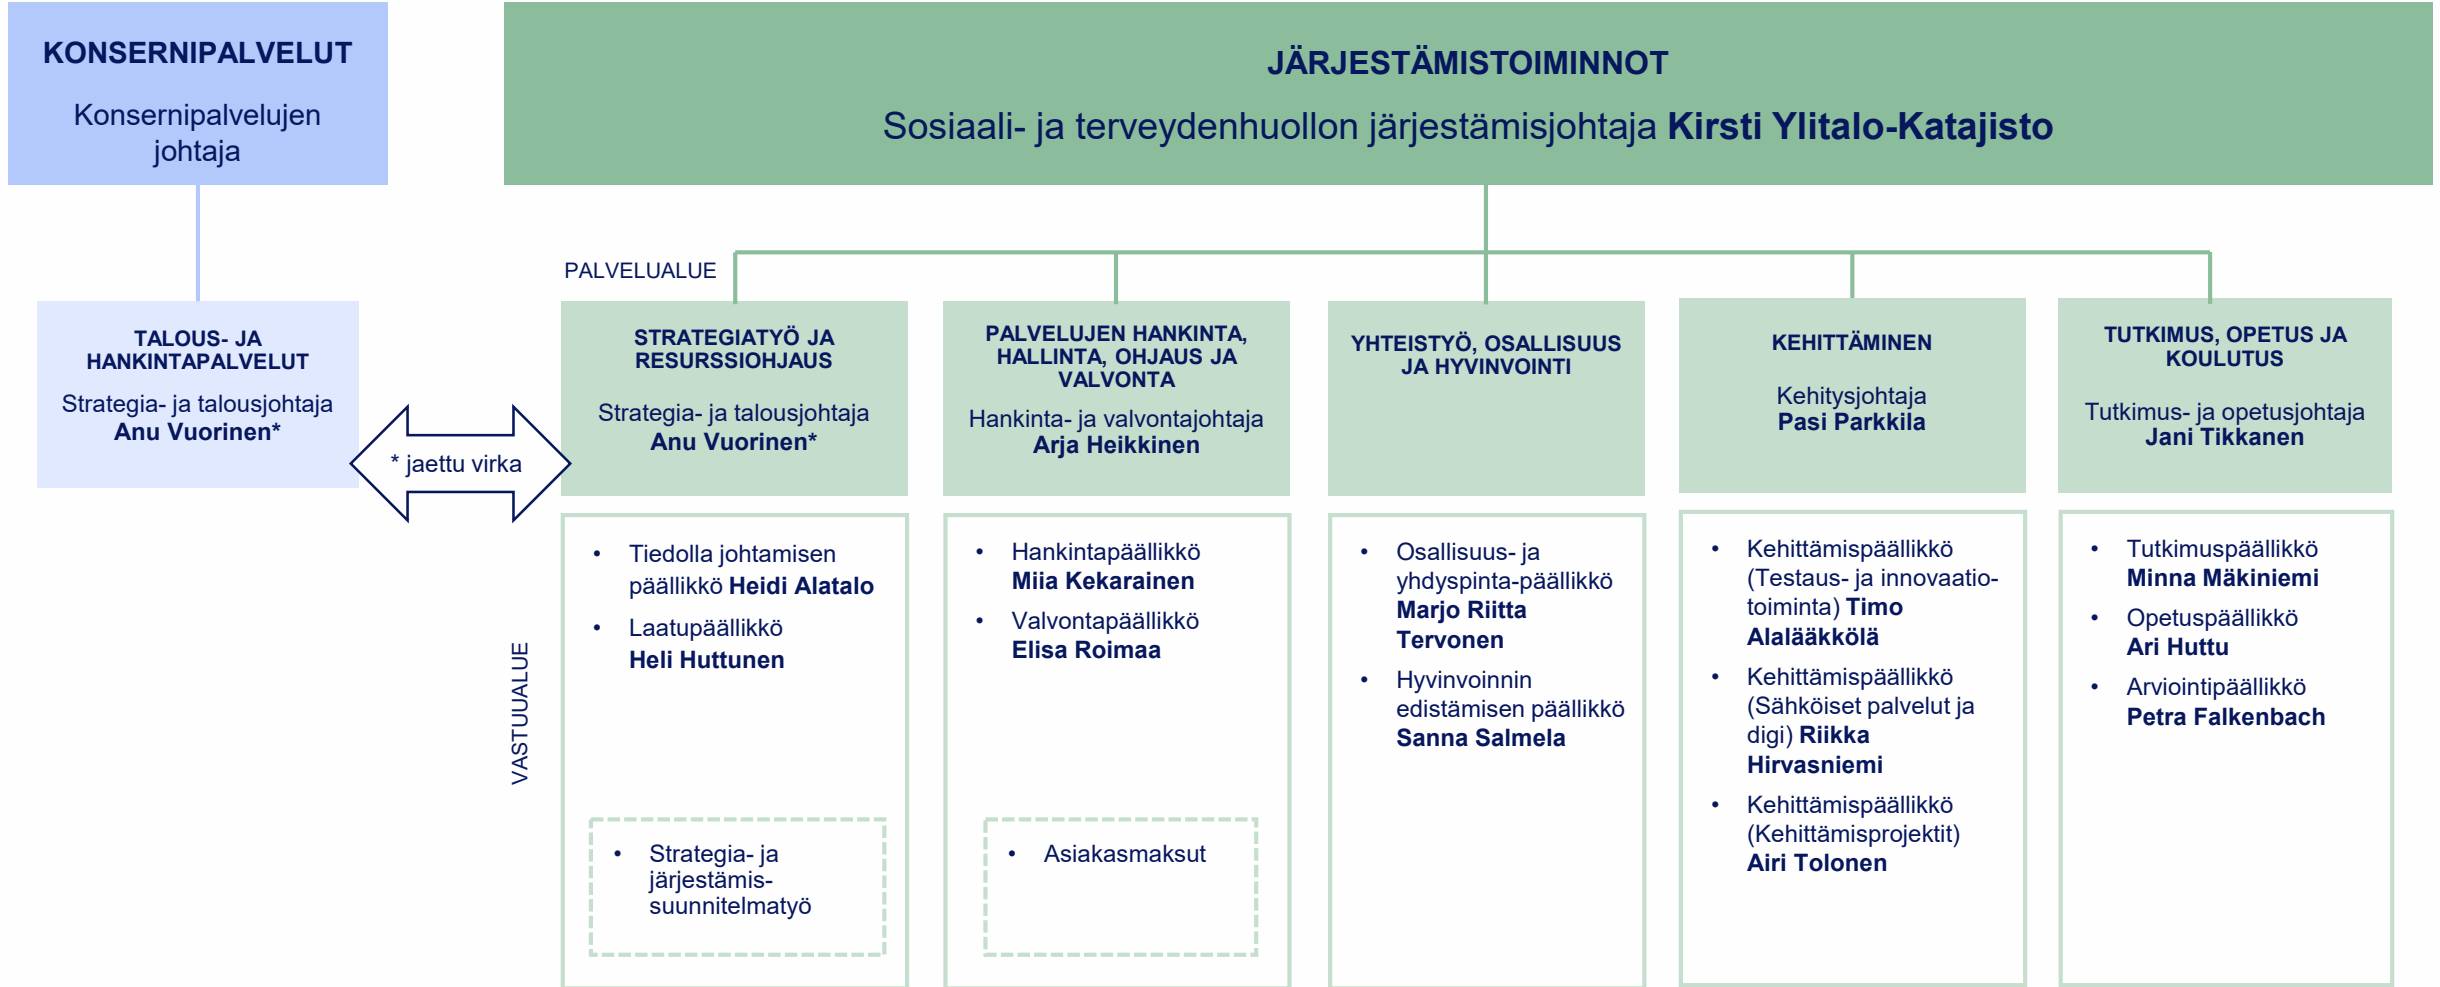 KONSERNIPALVELUT
Konsernipalvelujen
johtaja
JÄRJESTÄMISTOIMINNOT
Sosiaali- ja terveydenhuollon järjestämisjohtaja Kirsti Ylitalo-Katajisto
TALOUS- JA
HANKINTAPALVELUT
Strategia- ja talousjohtaja
Anu Vuorinen*
* jaettu virka
PALVELUALUE
STRATEGIATYÖ JA
RESURSSIOHJAUS
Strategia- ja talousjohtaja
Anu Vuorinen*
PALVELUJEN HANKINTA,
HALLINTA, OHJAUS JA
VALVONTA
Hankinta- ja valvontajohtaja
Arja Heikkinen
YHTEISTYÖ, OSALLISUUS
JA HYVINVOINTI
KEHITTÄMINEN
Kehitysjohtaja
Pasi Parkkila
TUTKIMUS, OPETUS JA
KOULUTUS
Tutkimus- ja opetusjohtaja
Jani Tikkanen
VASTUUALUE
• Tiedolla johtamisen
päällikkö Heidi Alatalo
• Laatupäällikkö
Heli Huttunen
• Strategia- ja
järjestämis-
suunnitelmatyö
• Hankintapäällikkö
Miia Kekarainen
• Valvontapäällikkö
Elisa Roimaa
• Asiakasmaksut
• Osallisuus- ja
yhdyspinta-päällikkö
Marjo Riitta
Tervonen
• Hyvinvoinnin
edistämisen päällikkö
Sanna Salmela
• Kehittämispäällikkö
(Testaus- ja innovaatio-
toiminta) Timo
Alalääkkölä
• Kehittämispäällikkö
(Sähköiset palvelut ja
digi) Riikka
Hirvasniemi
• Kehittämispäällikkö
(Kehittämisprojektit)
Airi Tolonen
• Tutkimuspäällikkö
Minna Mäkiniemi
• Opetuspäällikkö
Ari Huttu
• Arviointipäällikkö
Petra Falkenbach